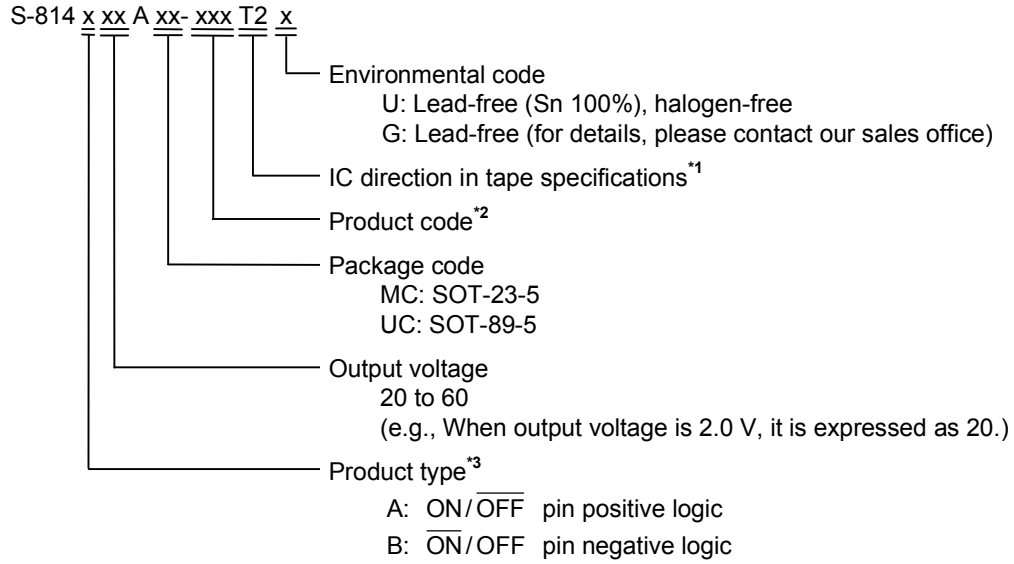 S-814 x xx A xx- xxx T2 x
Environmental code
U: Lead-free (Sn 100%), halogen-free
G: Lead-free (for details, please contact our sales office)
IC direction in tape specifications*1
Product code*2
Package code
MC: SOT-23-5
UC: SOT-89-5
Output voltage
20 to 60
(e.g., When output voltage is 2.0 V, it is expressed as 20.)
Product type*3
A: ON/O̅F̅F̅ pin positive logic
B: O̅N̅/OFF pin negative logic